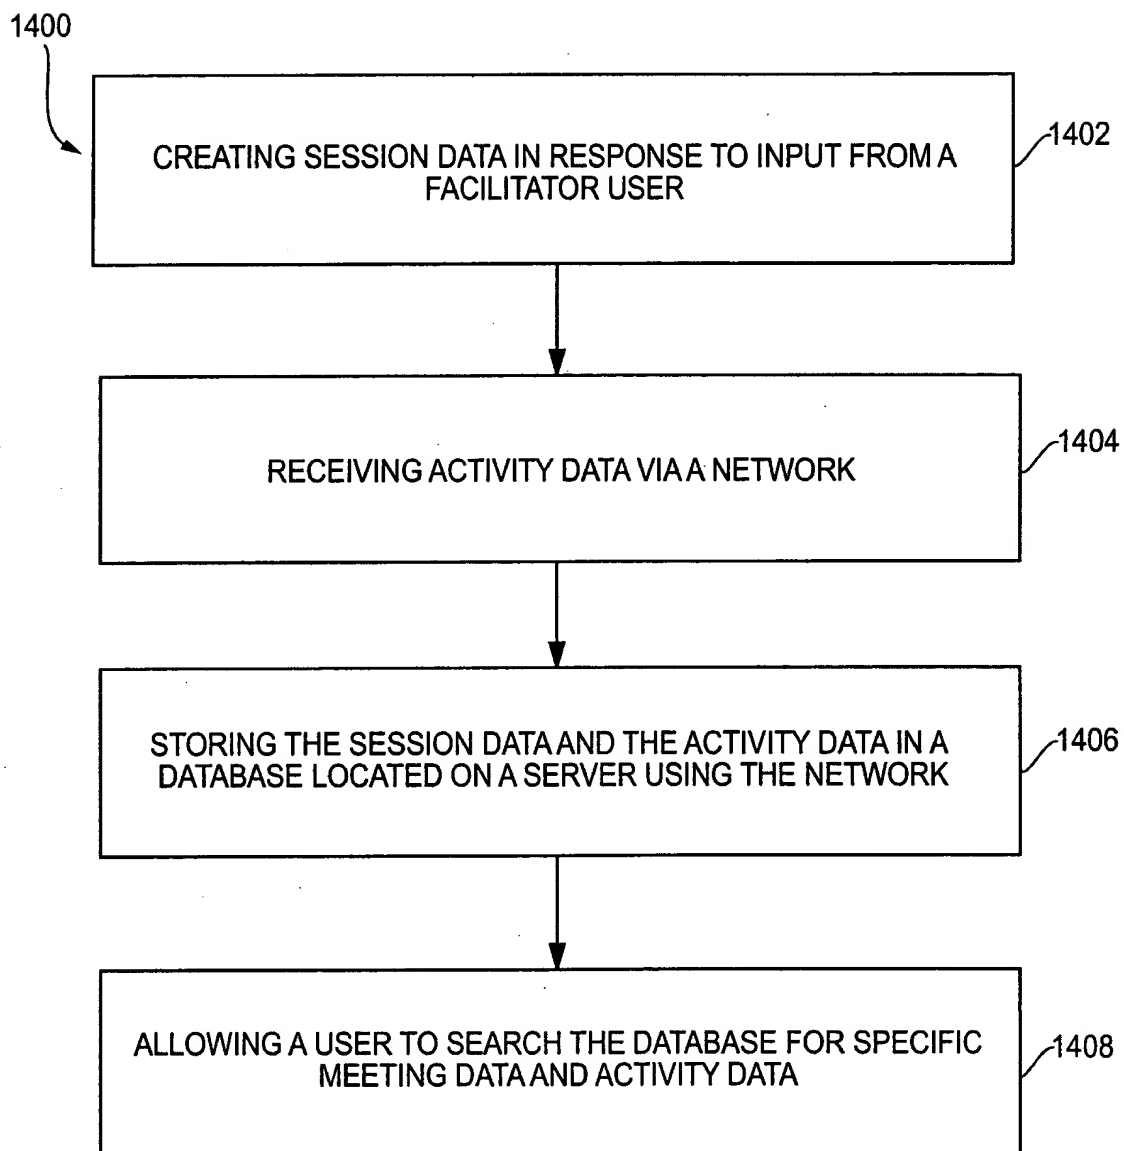 1400
CREATING SESSION DATA IN RESPONSE TO INPUT FROM A
FACILITATOR USER
1402
RECEIVING ACTIVITY DATA VIA A NETWORK
1404
STORING THE SESSION DATA AND THE ACTIVITY DATA IN A
DATABASE LOCATED ON A SERVER USING THE NETWORK
1406
ALLOWING A USER TO SEARCH THE DATABASE FOR SPECIFIC
MEETING DATA AND ACTIVITY DATA
1408